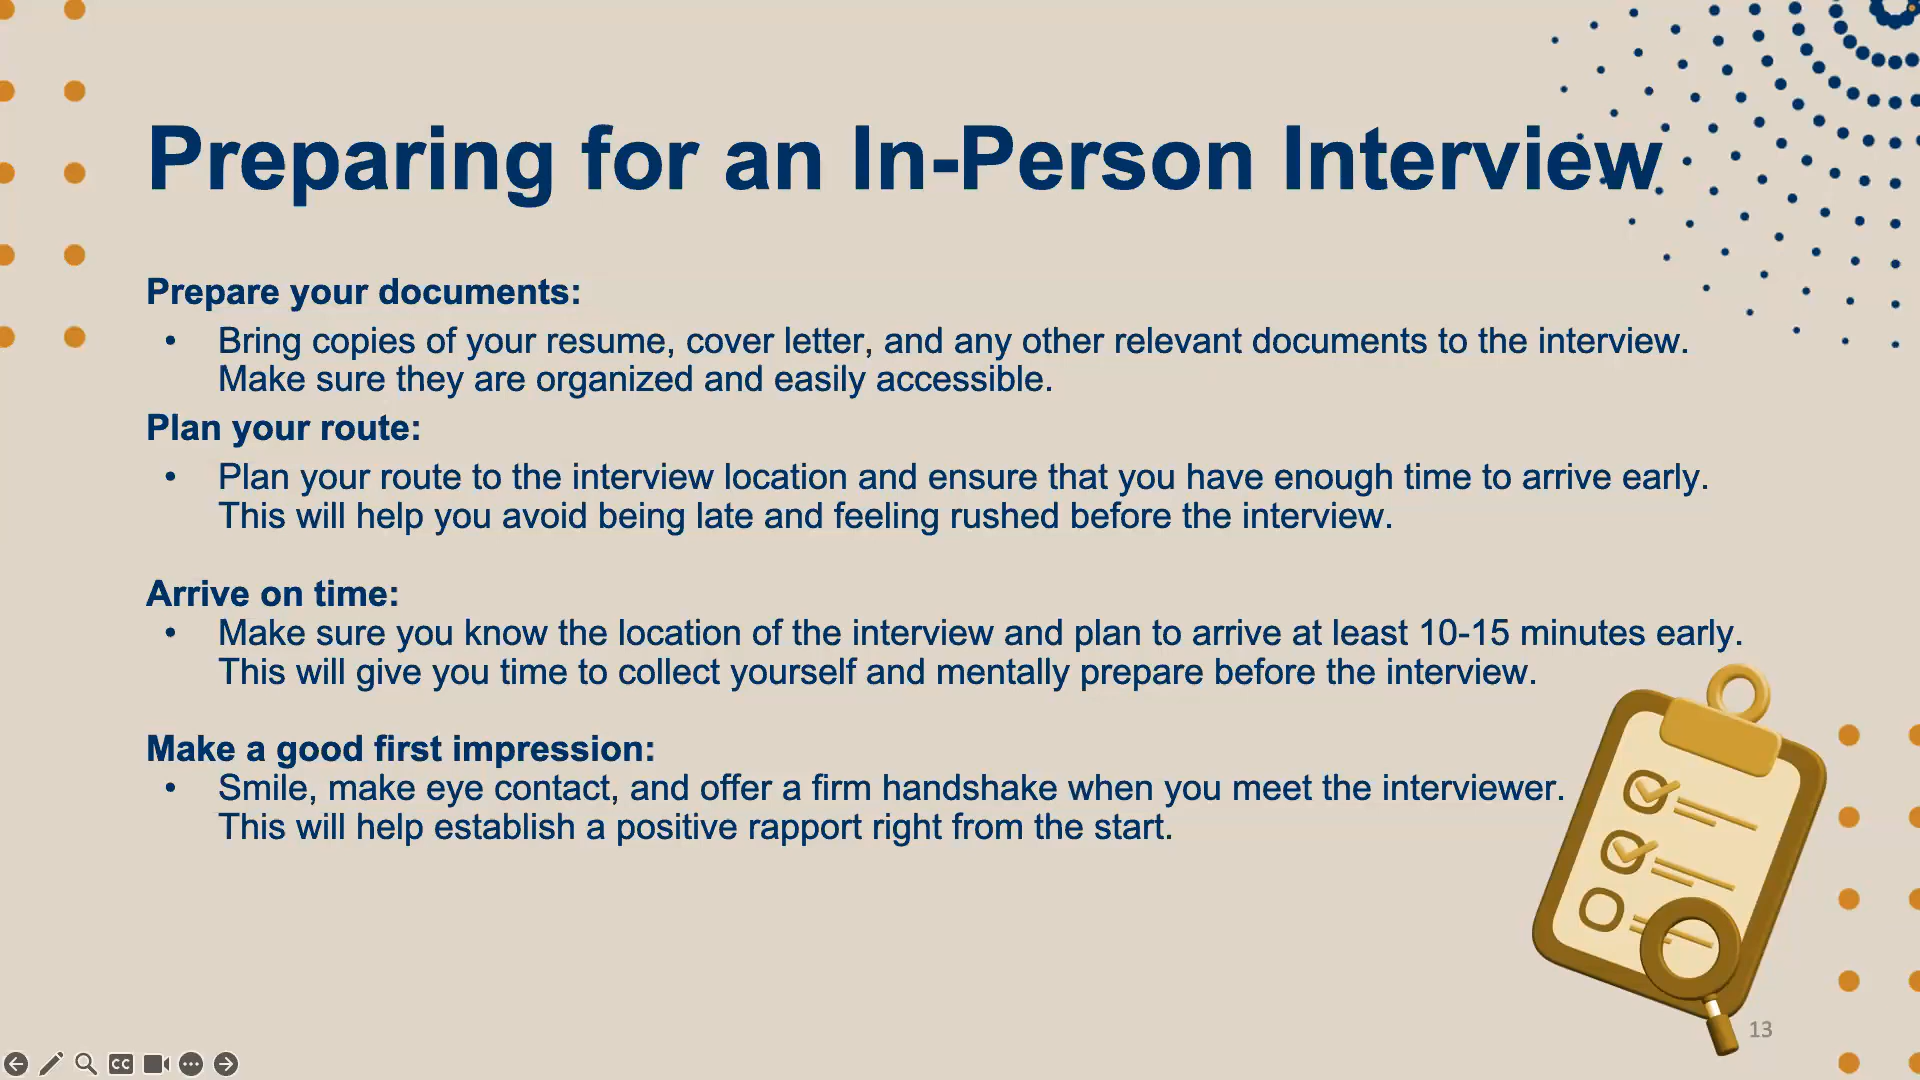 Preparing for an In-Person Interview
Prepare your documents:
• Bring copies of your resume, cover letter, and any other relevant documents to the interview.
Make sure they are organized and easily accessible.
Plan your route:
• Plan your route to the interview location and ensure that you have enough time to arrive early.
This will help you avoid being late and feeling rushed before the interview.
Arrive on time:
• Make sure you know the location of the interview and plan to arrive at least 10-15 minutes early.
This will give you time to collect yourself and mentally prepare before the interview.
Make a good first impression:
• Smile, make eye contact, and offer a firm handshake when you meet the interviewer.
This will help establish a positive rapport right from the start.
13
CC